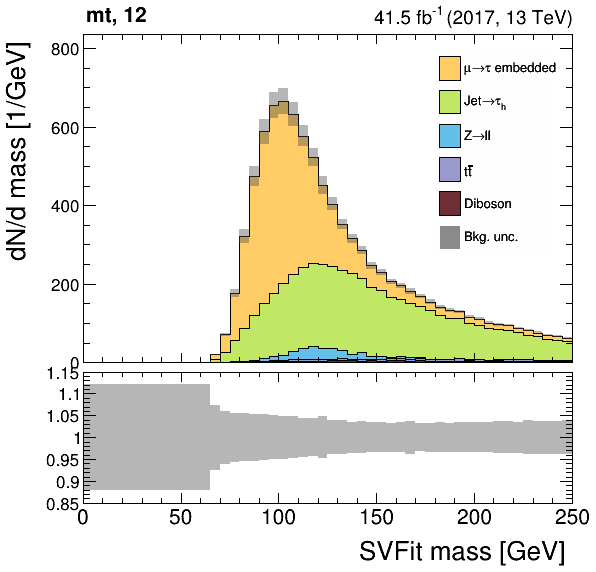 mt, 12
41.5 fb⁻¹ (2017, 13 TeV)
dN/d mass [1/GeV]
800
600
400
200
0
μ→τ embedded
Jet→τₕ
Z→ll
tt̅
Diboson
Bkg. unc.
1.15
1.1
1.05
1
0.95
0.9
0.85
0 50 100 150 200 250
SVFit mass [GeV]